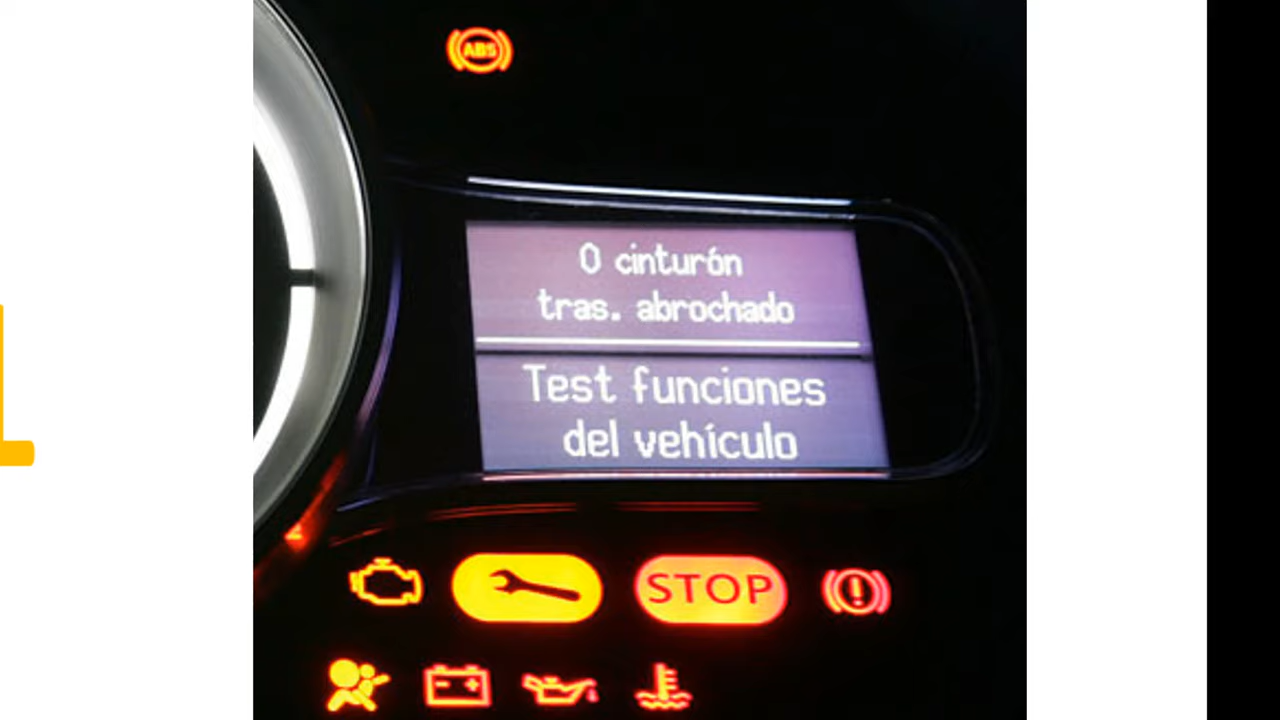 ABS
0 cinturón
tras. abrochado
Test funciones
del vehículo
STOP